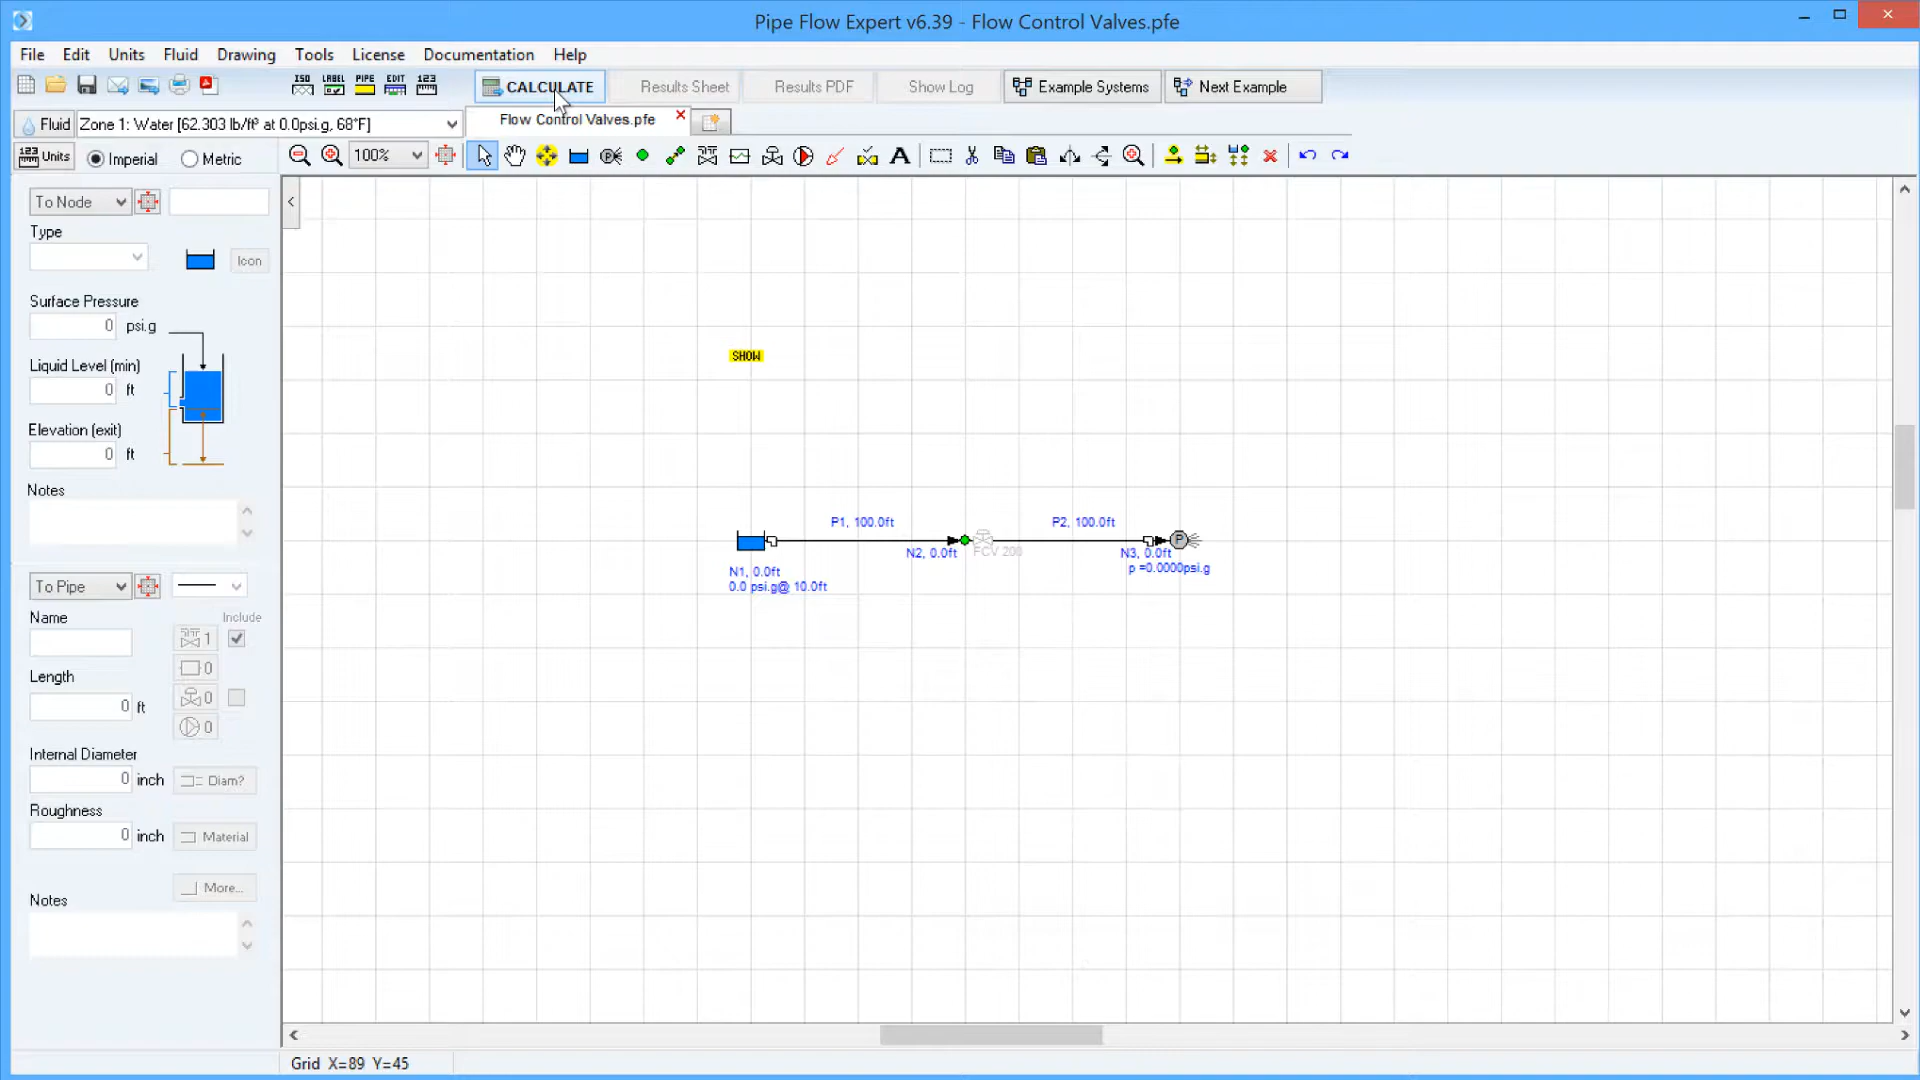 Pipe Flow Expert v6.39 - Flow Control Valves.pfe
File Edit Units Fluid Drawing Tools License Documentation Help
ISO LABEL PIPE EDIT 123 CALCULATE Results Sheet Results PDF Show Log Example Systems Next Example
Fluid Zone 1: Water [62.303 lb/ft³ at 0.0psi.g, 68°F] Flow Control Valves.pfe
123 Units Imperial Metric 100%
To Node
Type
Icon
Surface Pressure
0 psi.g
Liquid Level (min)
0 ft
Elevation (exit)
0 ft
Notes
To Pipe
Name Include
1
0
Length
0 ft 0
0
Internal Diameter
0 inch Diam?
Roughness
0 inch Material
More...
Notes
SHOW
P1, 100.0ft P2, 100.0ft
N2, 0.0ft FCV 200 N3, 0.0ft
p =0.0000psi.g
N1, 0.0ft
0.0 psi.g@ 10.0ft
Grid X=89 Y=45